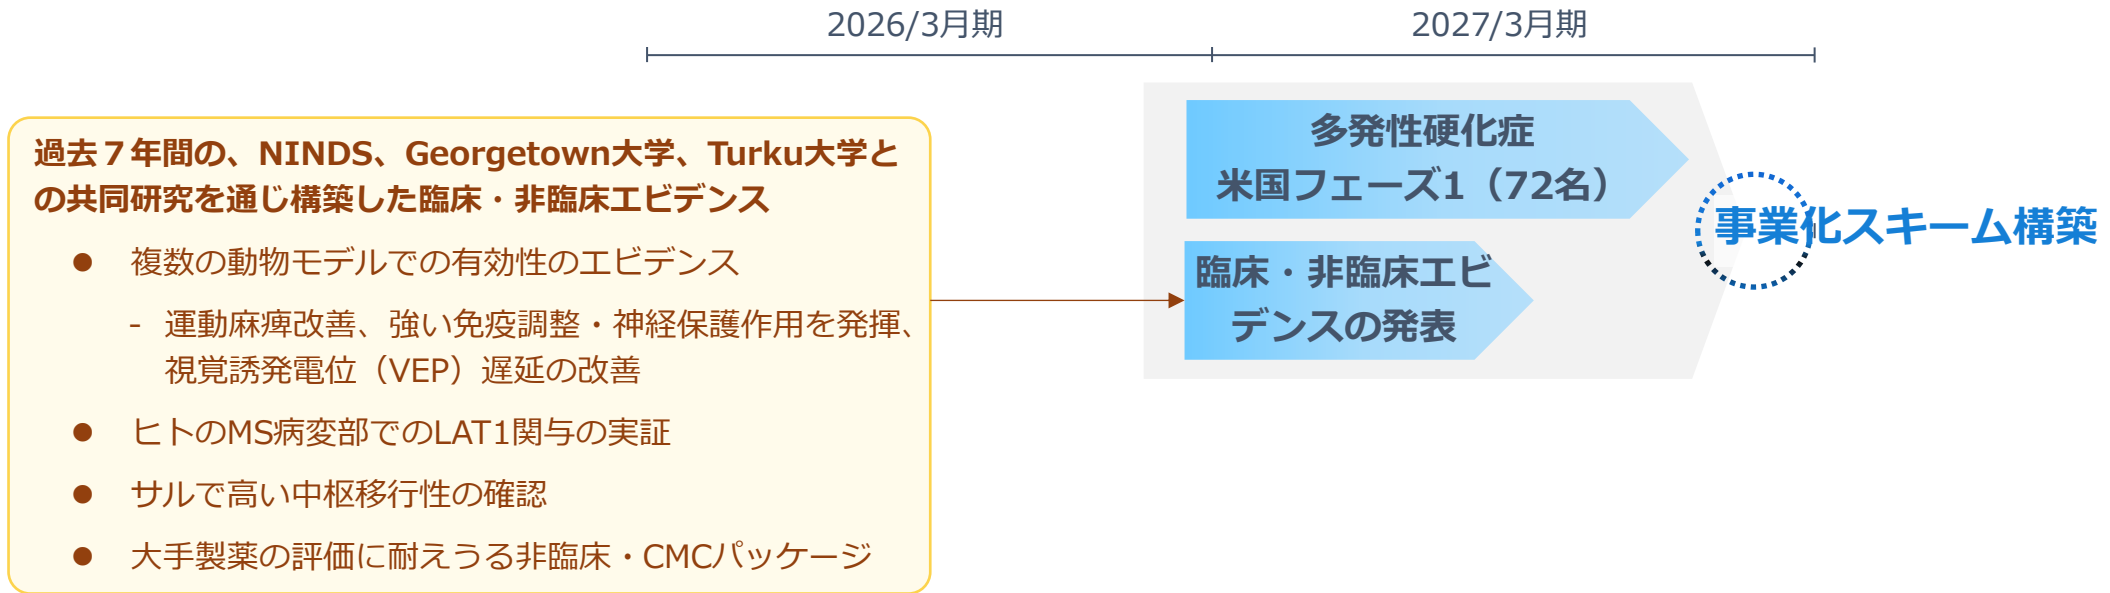 2026/3月期
2027/3月期
過去７年間の、NINDS、Georgetown大学、Turku大学と
の共同研究を通じ構築した臨床・非臨床エビデンス
● 複数の動物モデルでの有効性のエビデンス
- 運動麻痺改善、強い免疫調整・神経保護作用を発揮、
視覚誘発電位（VEP）遅延の改善
● ヒトのMS病変部でのLAT1関与の実証
● サルで高い中枢移行性の確認
● 大手製薬の評価に耐えうる非臨床・CMCパッケージ
多発性硬化症
米国フェーズ1（72名）
臨床・非臨床エビ
デンスの発表
事業化スキーム構築